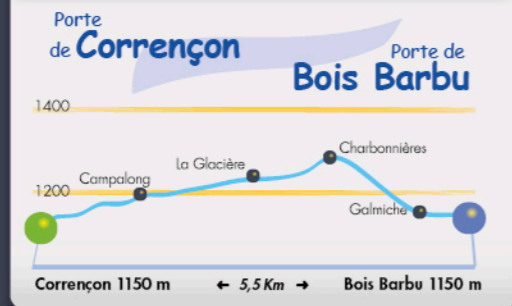 Porte
de Corrençon
Porte de
Bois Barbu
1400
Charbonnières
La Glacière
Campalong
1200
Galmiche
Corrençon 1150 m ← 5,5 Km → Bois Barbu 1150 m